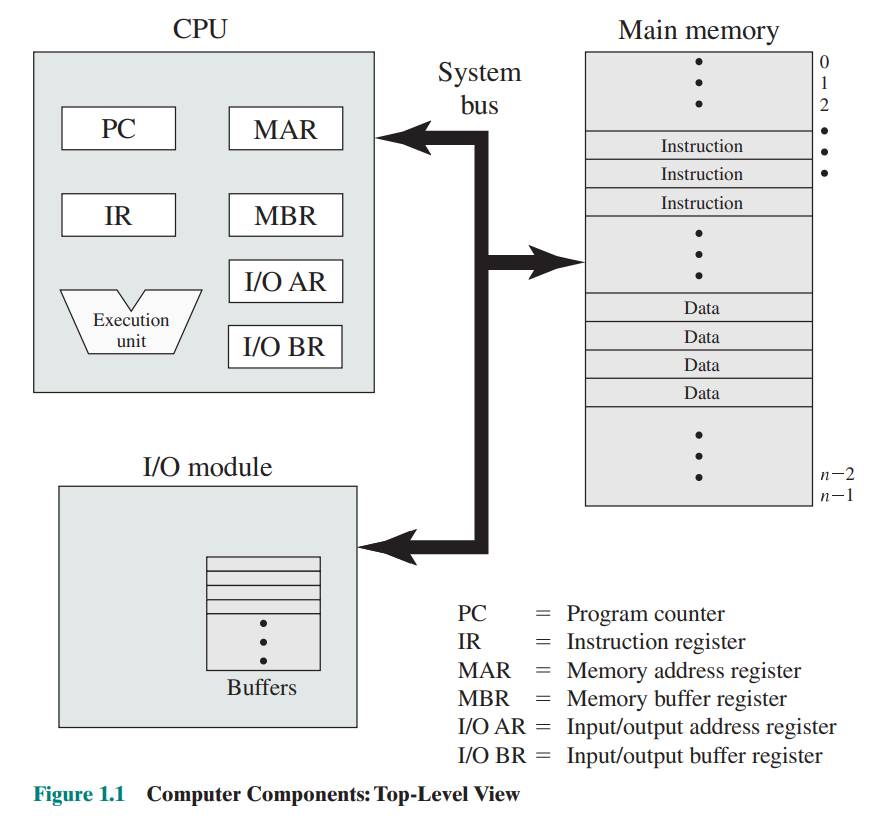 CPU
PC
MAR
IR
MBR
I/O AR
Execution
unit
I/O BR
System
bus
Main memory
0
1
2
Instruction
Instruction
Instruction
Data
Data
Data
Data
n−2
n−1
I/O module
Buffers
PC = Program counter
IR = Instruction register
MAR = Memory address register
MBR = Memory buffer register
I/O AR = Input/output address register
I/O BR = Input/output buffer register
Figure 1.1 Computer Components: Top-Level View